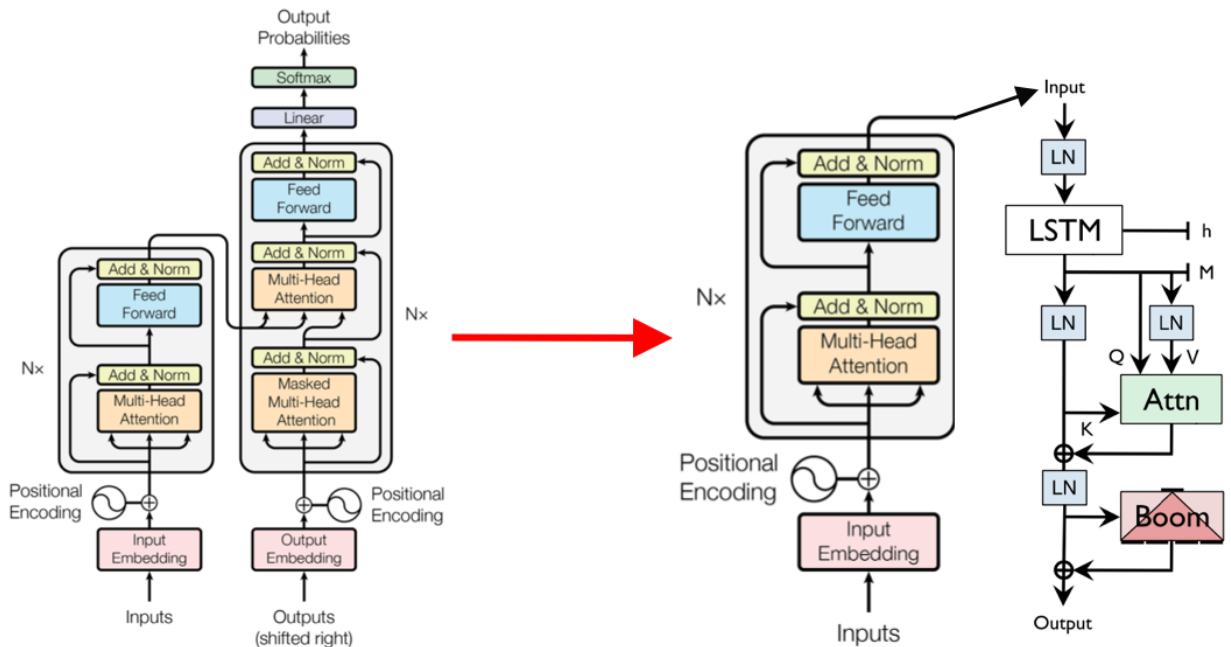 Output
Probabilities
Softmax
Linear
Add & Norm
Feed
Forward
Add & Norm
Multi-Head
Attention
Nx
Add & Norm
Masked
Multi-Head
Attention
Positional
Encoding
Output
Embedding
Outputs
(shifted right)
Add & Norm
Feed
Forward
Nx
Add & Norm
Multi-Head
Attention
Positional
Encoding
Input
Embedding
Inputs
Add & Norm
Feed
Forward
Nx
Add & Norm
Multi-Head
Attention
Positional
Encoding
Input
Embedding
Inputs
Input
LN
LSTM
h
M
LN
LN
Q
V
Attn
K
LN
Boom
Output